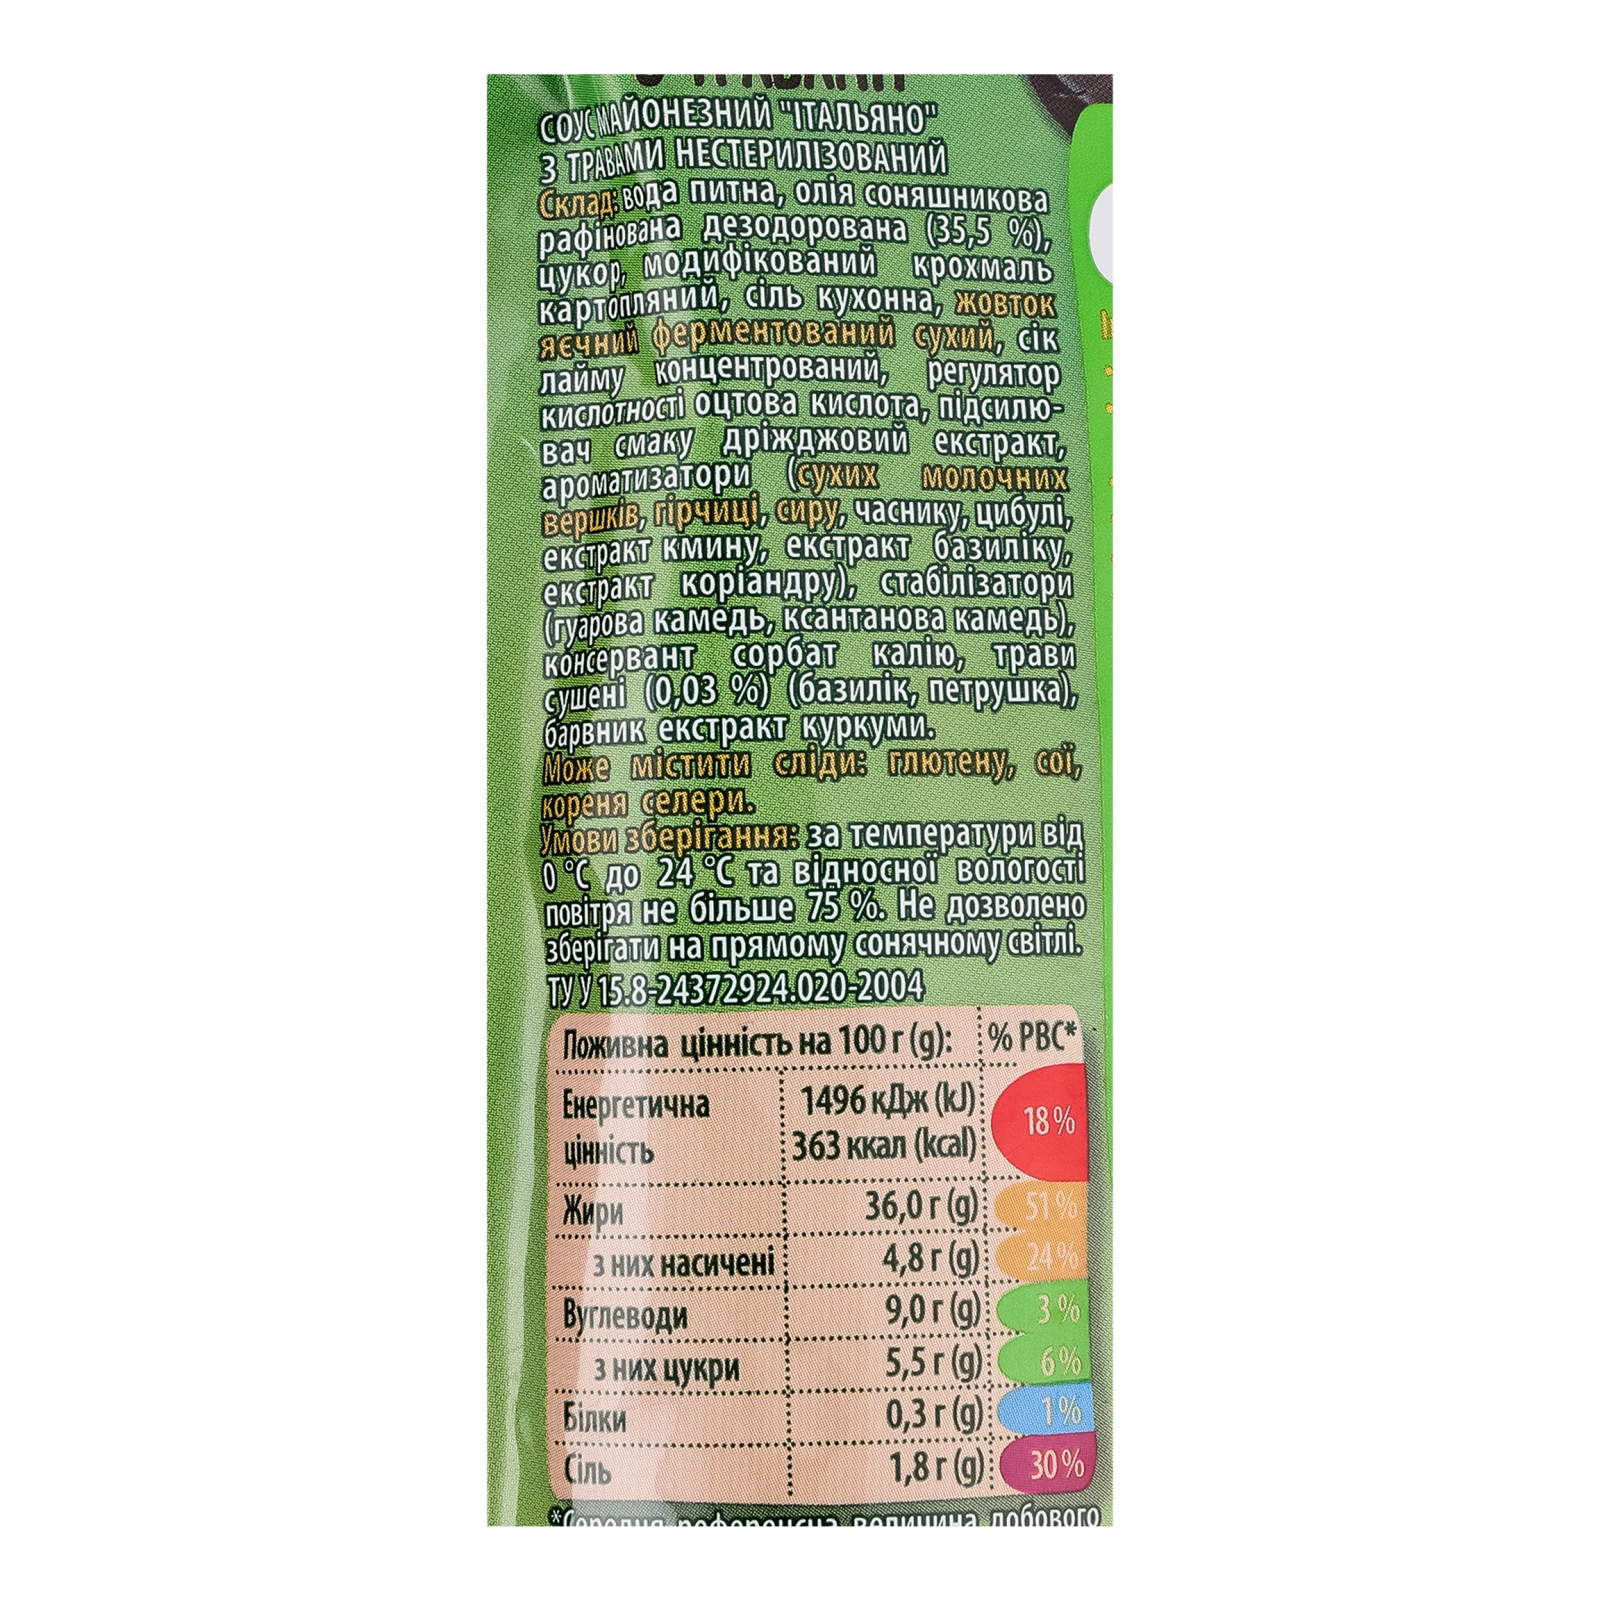 СОУС МАЙОНЕЗНИЙ "ІТАЛЬЯНО"
З ТРАВАМИ НЕСТЕРИЛІЗОВАНИЙ
Склад: вода питна, олія соняшникова
рафінована дезодорована (35,5 %),
цукор, модифікований крохмаль
картопляний, сіль кухонна, жовток
яєчний ферментований сухий, сік
лайму концентрований, регулятор
кислотності оцтова кислота, підсилю-
вач смаку дріжджовий екстракт,
ароматизатори (сухих молочних
вершків, гірчиці, сиру, часнику, цибулі,
екстракт кмину, екстракт базиліку,
екстракт коріандру), стабілізатори
(гуарова камедь, ксантанова камедь),
консервант сорбат калію, трави
сушені (0,03 %) (базилік, петрушка),
барвник екстракт куркуми.
Може містити сліди: глютену, сої,
кореня селери.
Умови зберігання: за температури від
0 °С до 24 °С та відносної вологості
повітря не більше 75 %. Не дозволено
зберігати на прямому сонячному світлі.
ТУ У 15.8-24372924.020-2004
Поживна цінність на 100 г (g): % РВС*
Енергетична 1496 кДж (kJ)
цінність 363 ккал (kcal) 18 %
Жири 36,0 г (g) 51 %
з них насичені 4,8 г (g) 24 %
Вуглеводи 9,0 г (g) 3 %
з них цукри 5,5 г (g) 6 %
Білки 0,3 г (g) 1 %
Сіль 1,8 г (g) 30 %
*Середня референсна величина добового